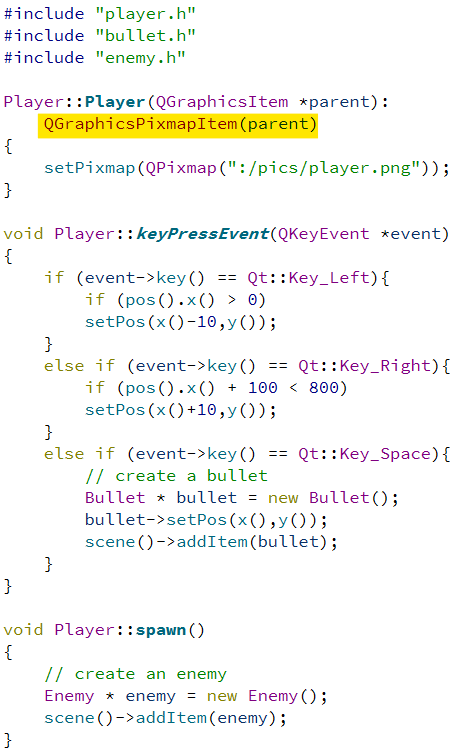 #include "player.h"
#include "bullet.h"
#include "enemy.h"

Player::Player(QGraphicsItem *parent):
    QGraphicsPixmapItem(parent)
{
    setPixmap(QPixmap(":/pics/player.png"));
}

void Player::keyPressEvent(QKeyEvent *event)
{
    if (event->key() == Qt::Key_Left){
        if (pos().x() > 0)
        setPos(x()-10,y());
    }
    else if (event->key() == Qt::Key_Right){
        if (pos().x() + 100 < 800)
        setPos(x()+10,y());
    }
    else if (event->key() == Qt::Key_Space){
        // create a bullet
        Bullet * bullet = new Bullet();
        bullet->setPos(x(),y());
        scene()->addItem(bullet);
    }
}

void Player::spawn()
{
    // create an enemy
    Enemy * enemy = new Enemy();
    scene()->addItem(enemy);
}